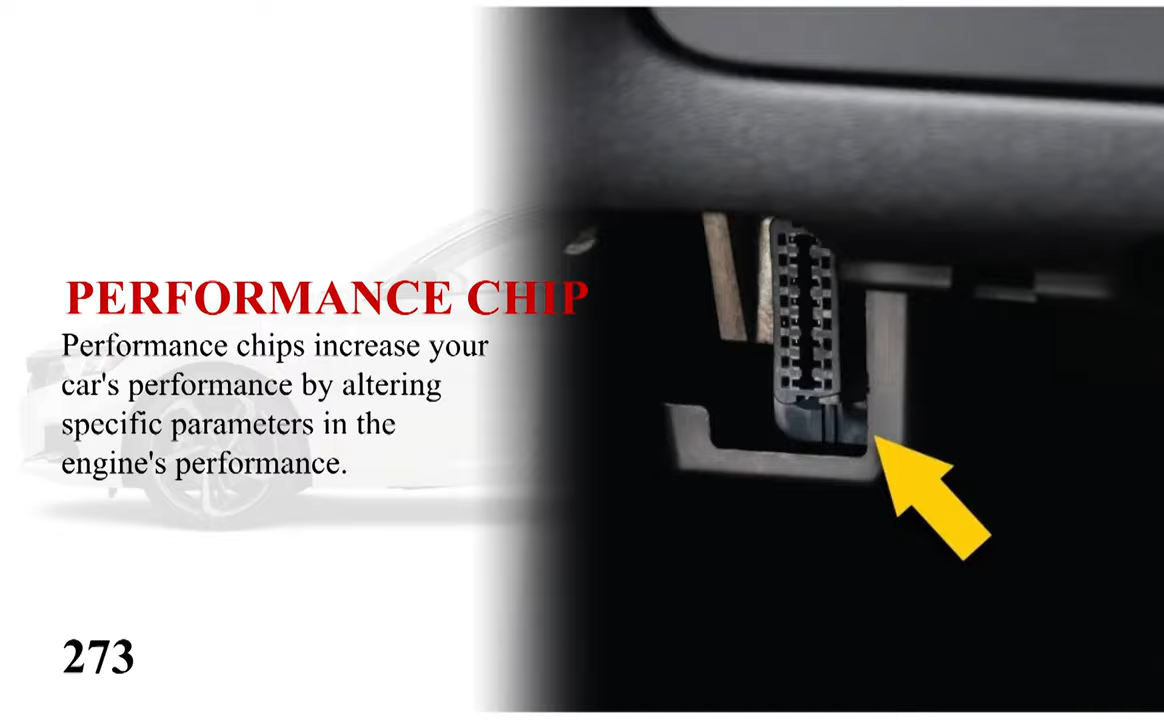 PERFORMANCE CHIP
Performance chips increase your
car's performance by altering
specific parameters in the
engine's performance.
273